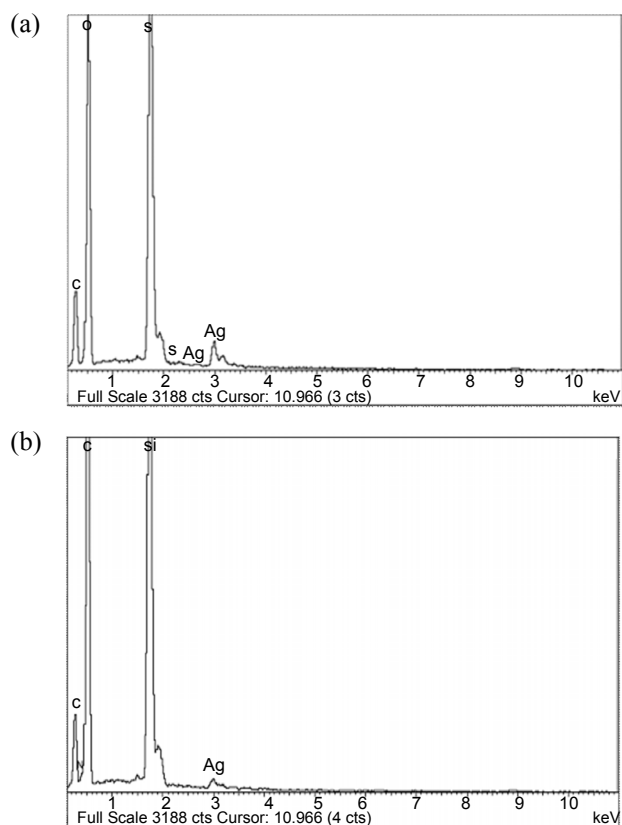 (a)
o s
c
Ag
s Ag
1 2 3 4 5 6 7 8 9 10
Full Scale 3188 cts Cursor: 10.966 (3 cts) keV
(b)
c si
c
Ag
1 2 3 4 5 6 7 8 9 10
Full Scale 3188 cts Cursor: 10.966 (4 cts) keV